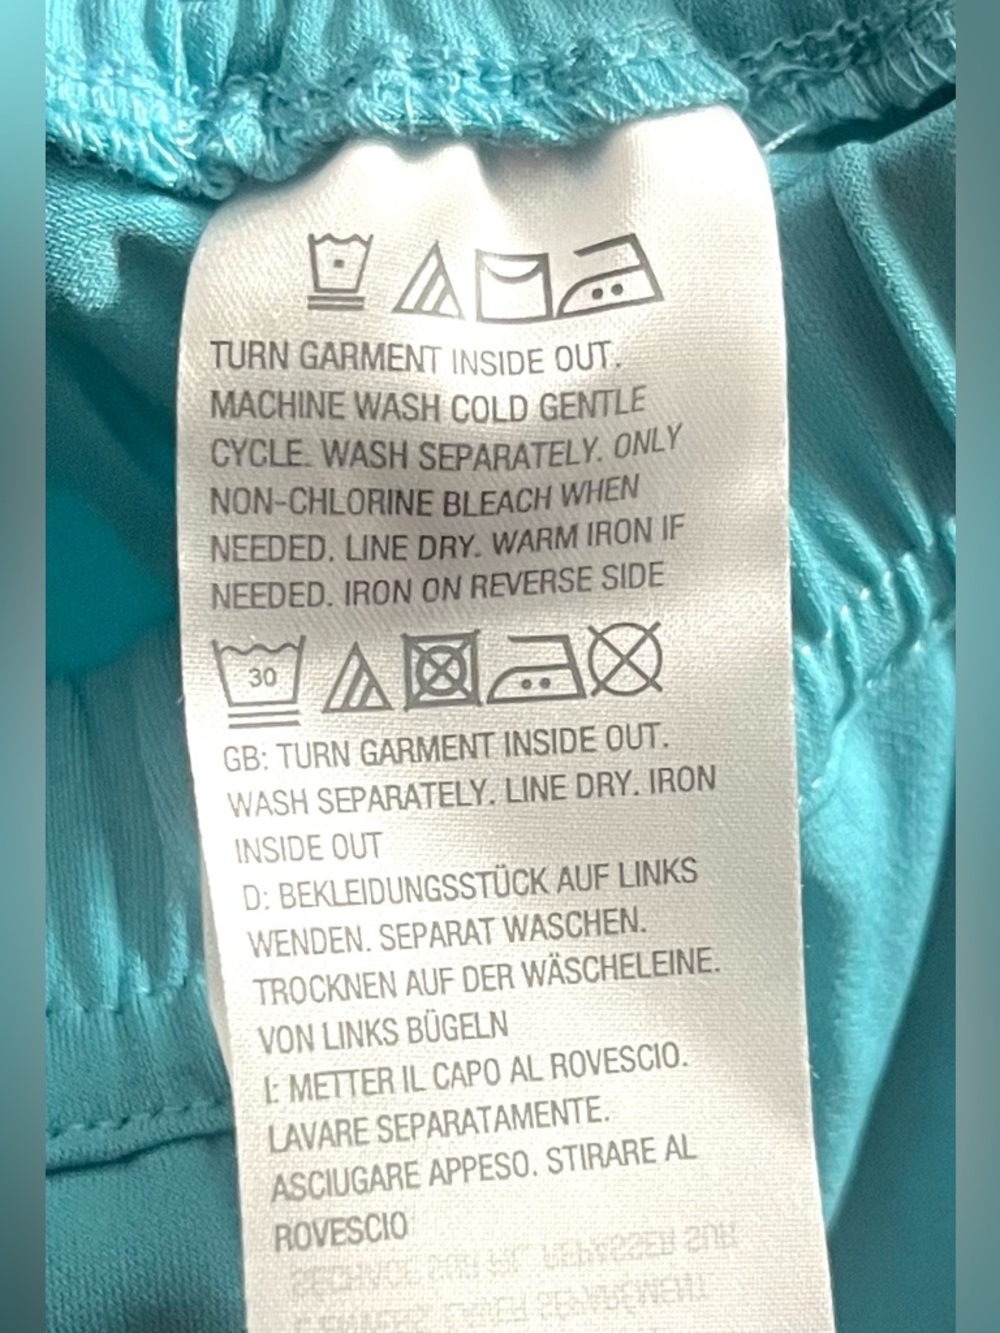 TURN GARMENT INSIDE OUT.
MACHINE WASH COLD GENTLE
CYCLE. WASH SEPARATELY. ONLY
NON-CHLORINE BLEACH WHEN
NEEDED. LINE DRY. WARM IRON IF
NEEDED. IRON ON REVERSE SIDE
30
GB: TURN GARMENT INSIDE OUT.
WASH SEPARATELY. LINE DRY. IRON
INSIDE OUT
D: BEKLEIDUNGSSTÜCK AUF LINKS
WENDEN. SEPARAT WASCHEN.
TROCKNEN AUF DER WÄSCHELEINE.
VON LINKS BÜGELN
I: METTER IL CAPO AL ROVESCIO.
LAVARE SEPARATAMENTE.
ASCIUGARE APPESO. STIRARE AL
ROVESCIO